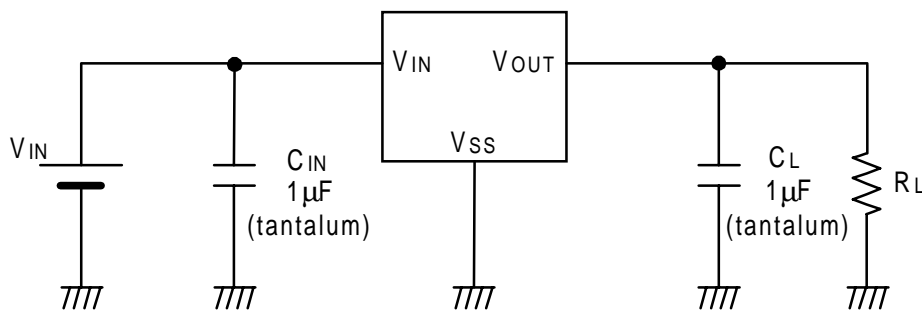 VIN VOUT
VSS
VIN
CIN
1μF
(tantalum)
CL
1μF
(tantalum)
RL